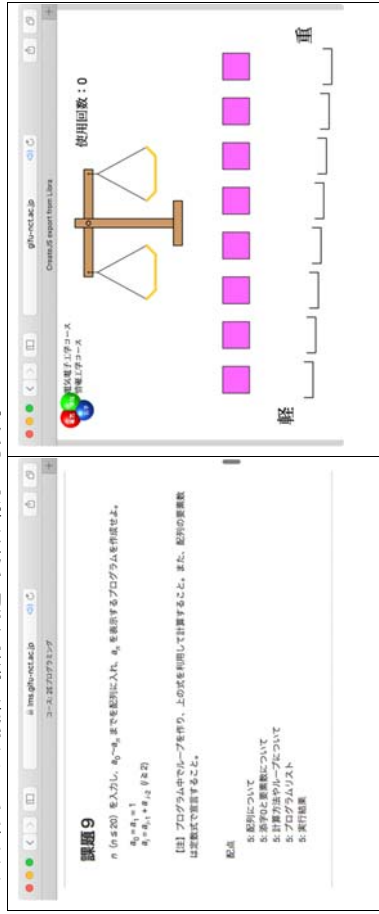 lms.gifu-nct.ac.jp
コース: 2Eプログラミング
課題9
n (n ≦ 20) を入力し、a₀~aₙ までを配列に入れ、aₙ を表示するプログラムを作成せよ。
a₀ = a₁ = 1
aᵢ = aᵢ₋₁ + aᵢ₋₂ (i ≧ 2)
【注】プログラム中でループを作り、上の式を利用して計算すること。また、配列の要素数
は定数式で宣言すること。
配点
5: 配列について
5: 添字0と要素数について
5: 計算方法やループについて
5: プログラムリスト
5: 実行結果
gifu-nct.ac.jp
CreateJS export from Libra
電気電子工学コース
情報工学コース
使用回数：0
軽
重